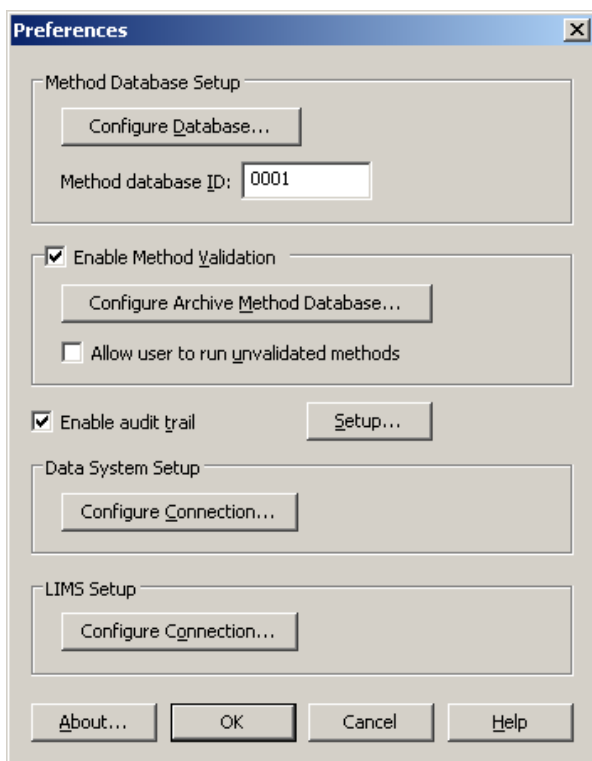 Preferences
Method Database Setup
Configure Database...
Method database ID: 0001
Enable Method Validation
Configure Archive Method Database...
Allow user to run unvalidated methods
Enable audit trail Setup...
Data System Setup
Configure Connection...
LIMS Setup
Configure Connection...
About... OK Cancel Help